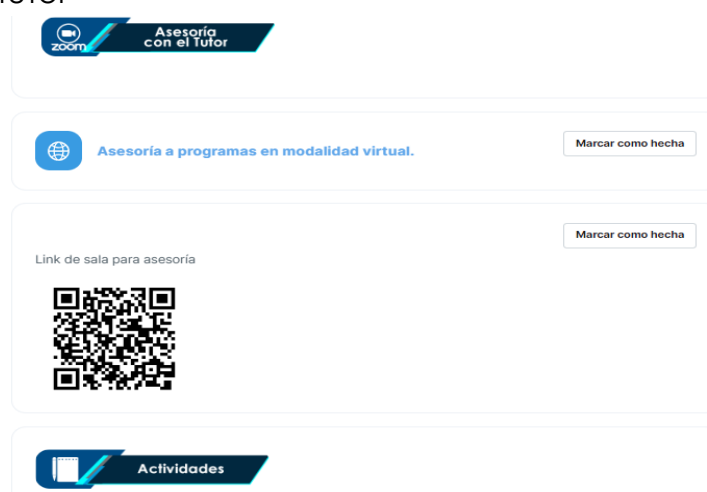 zoom
Asesoría
con el Tutor
Asesoría a programas en modalidad virtual.
Marcar como hecha
Marcar como hecha
Link de sala para asesoría
Actividades